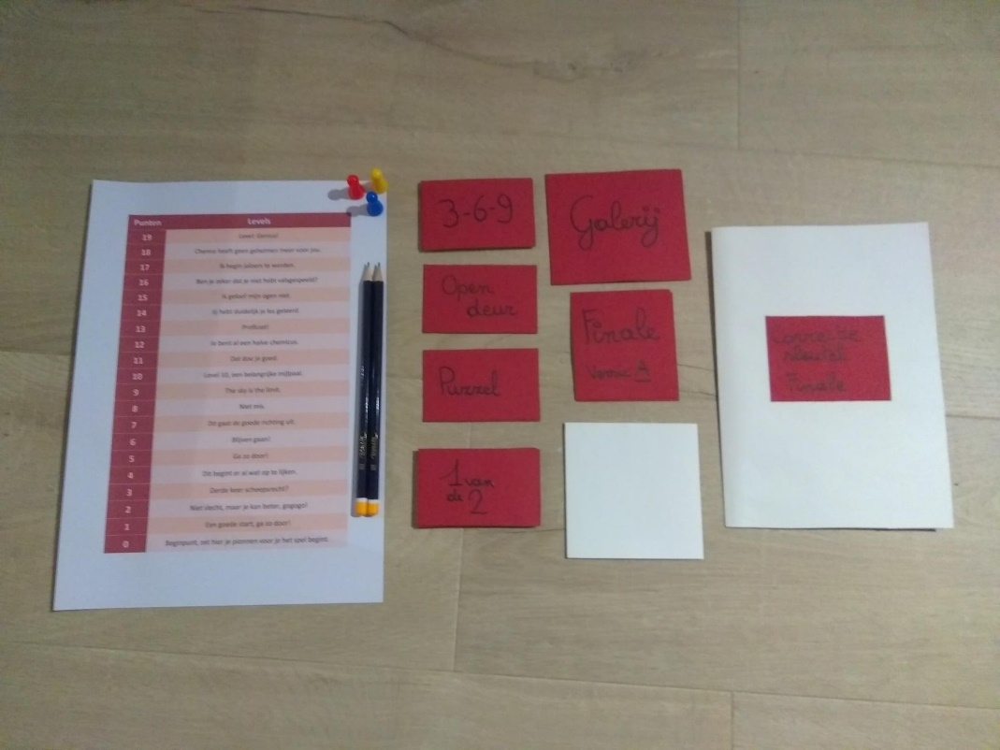 Punten Levels
19 Level: Genius!
18 Chemie heeft geen geheimen meer voor jou.
17 Ik begin jaloers te worden
16 Ben je zeker dat je niet hebt valsgespeeld?
15 Ik geloof mijn ogen niet.
14 Jij hebt duidelijk je les geleerd.
13 Proficiat!
12 Je bent al een halve chemicus.
11 Dat doe je goed.
10 Level 10, een belangrijke mijlpaal.
9 The sky is the limit.
8 Niet mis.
7 Dit gaat de goede richting uit.
6 Blijven gaan!
5 Ga zo door!
4 Dit begint er al wat op te lijken.
3 Derde keer scheepsrecht?
2 Niet slecht, maar je kan beter, gogogo!
1 Een goede start, ga zo door!
0 Beginpunt, zet hier je pionnen voor je het spel begint.
3-6-9
Open
deur
Puzzel
1 van
de 2
Galerij
Finale
Versie A
Correctie
sleutel
Finale